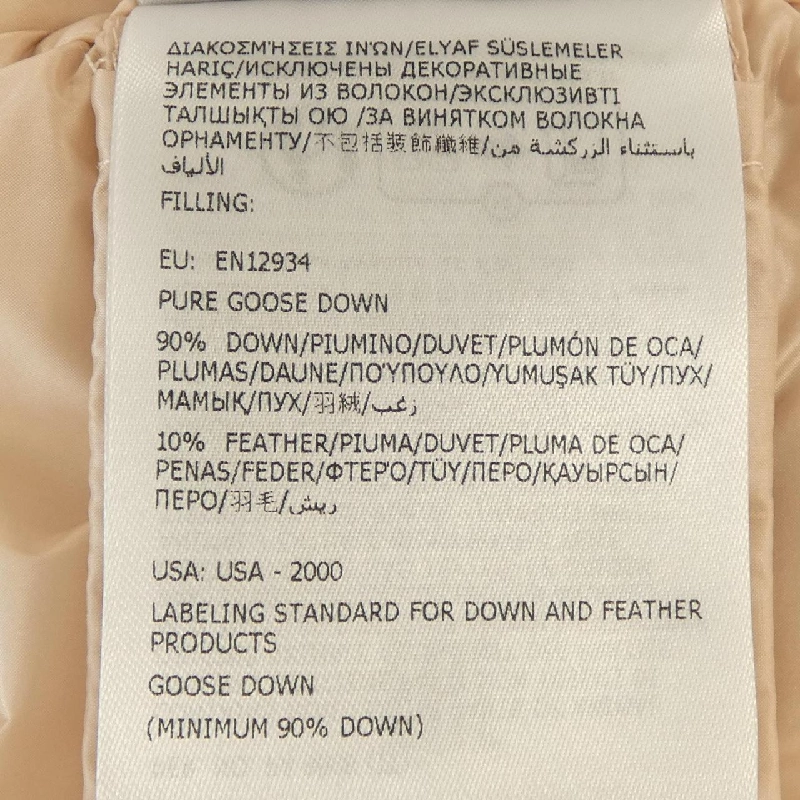 ΔΙΑΚΟΣΜΉΣΕΙΣ ΙΝΏΝ/ELYAF SÜSLEMELER
HARIÇ/ИСКЛЮЧЕНЫ ДЕКОРАТИВНЫЕ
ЭЛЕМЕНТЫ ИЗ ВОЛОКОН/ЭКСКЛЮЗИВТІ
ТАЛШЫҚТЫ ОЮ /ЗА ВИНЯТКОМ ВОЛОКНА
ОРНАМЕНТУ/不包括装飾纖維/باستثناء الزركشة من
الألياف
FILLING:
EU: EN12934
PURE GOOSE DOWN
90% DOWN/PIUMINO/DUVET/PLUMÓN DE OCA/
PLUMAS/DAUNE/ΠΟΎΠΟΥΛΟ/YUMUŞAK TÜY/ПУХ/
МАМЫҚ/ПУХ/羽絨/زغب
10% FEATHER/PIUMA/DUVET/PLUMA DE OCA/
PENAS/FEDER/ΦΤΕΡΌ/TÜY/ПЕРО/ҚАУЫРСЫН/
ПЕРО/羽毛/ريش
USA: USA - 2000
LABELING STANDARD FOR DOWN AND FEATHER
PRODUCTS
GOOSE DOWN
(MINIMUM 90% DOWN)